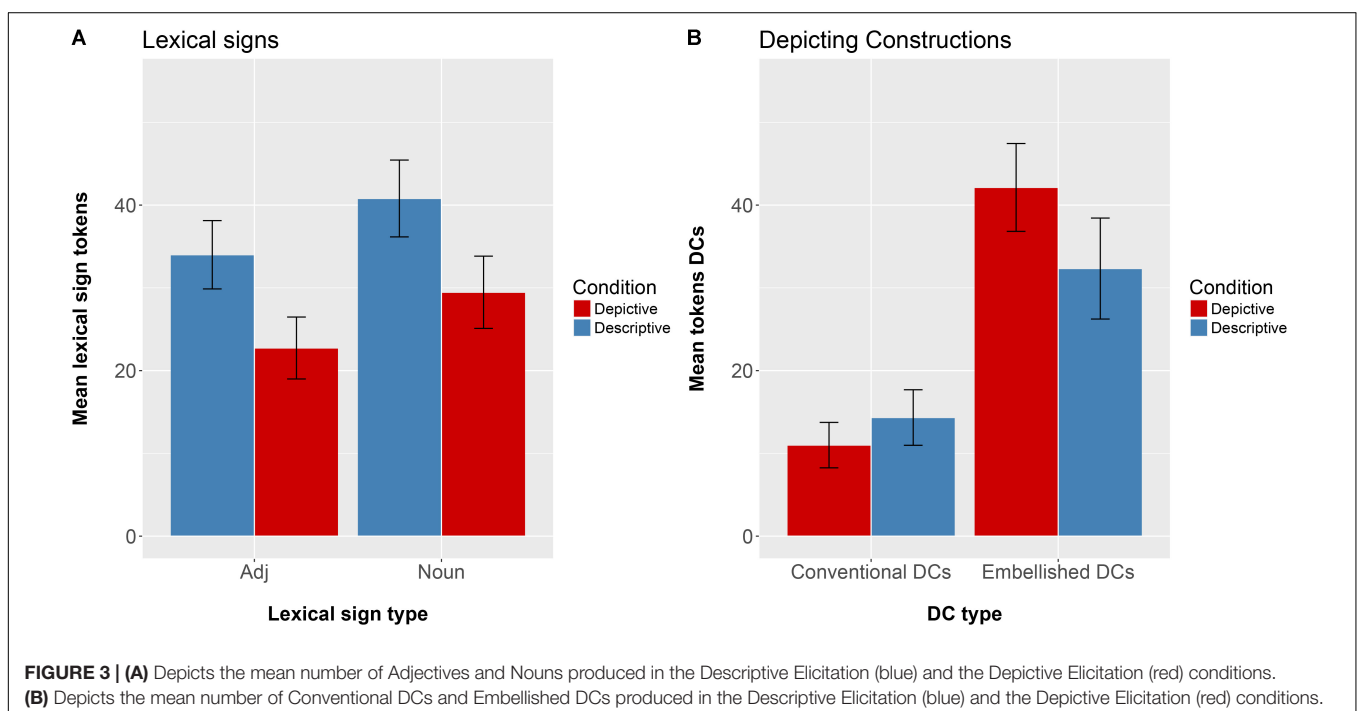 A Lexical signs
Mean lexical sign tokens
40
20
0
Adj Noun
Lexical sign type
Condition
Depictive
Descriptive
B Depicting Constructions
Mean tokens DCs
40
20
0
Conventional DCs Embellished DCs
DC type
Condition
Depictive
Descriptive
FIGURE 3 | (A) Depicts the mean number of Adjectives and Nouns produced in the Descriptive Elicitation (blue) and the Depictive Elicitation (red) conditions.
(B) Depicts the mean number of Conventional DCs and Embellished DCs produced in the Descriptive Elicitation (blue) and the Depictive Elicitation (red) conditions.